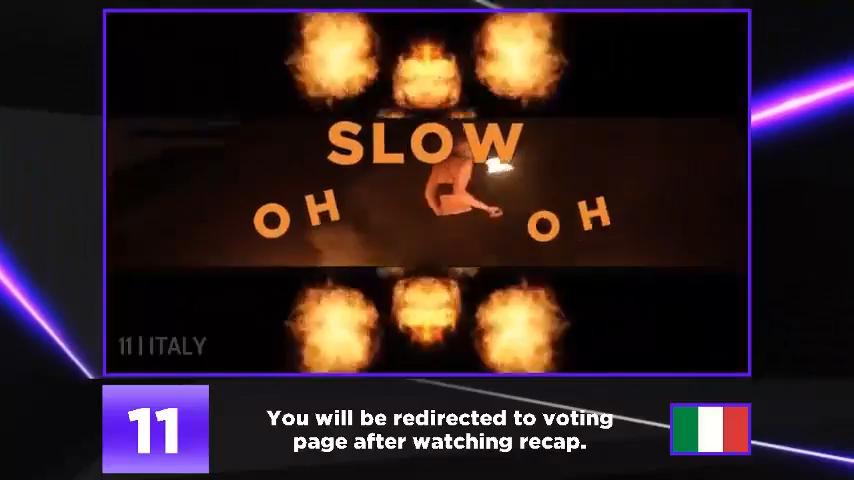 SLOW
OH OH
11 | ITALY
11
You will be redirected to voting
page after watching recap.